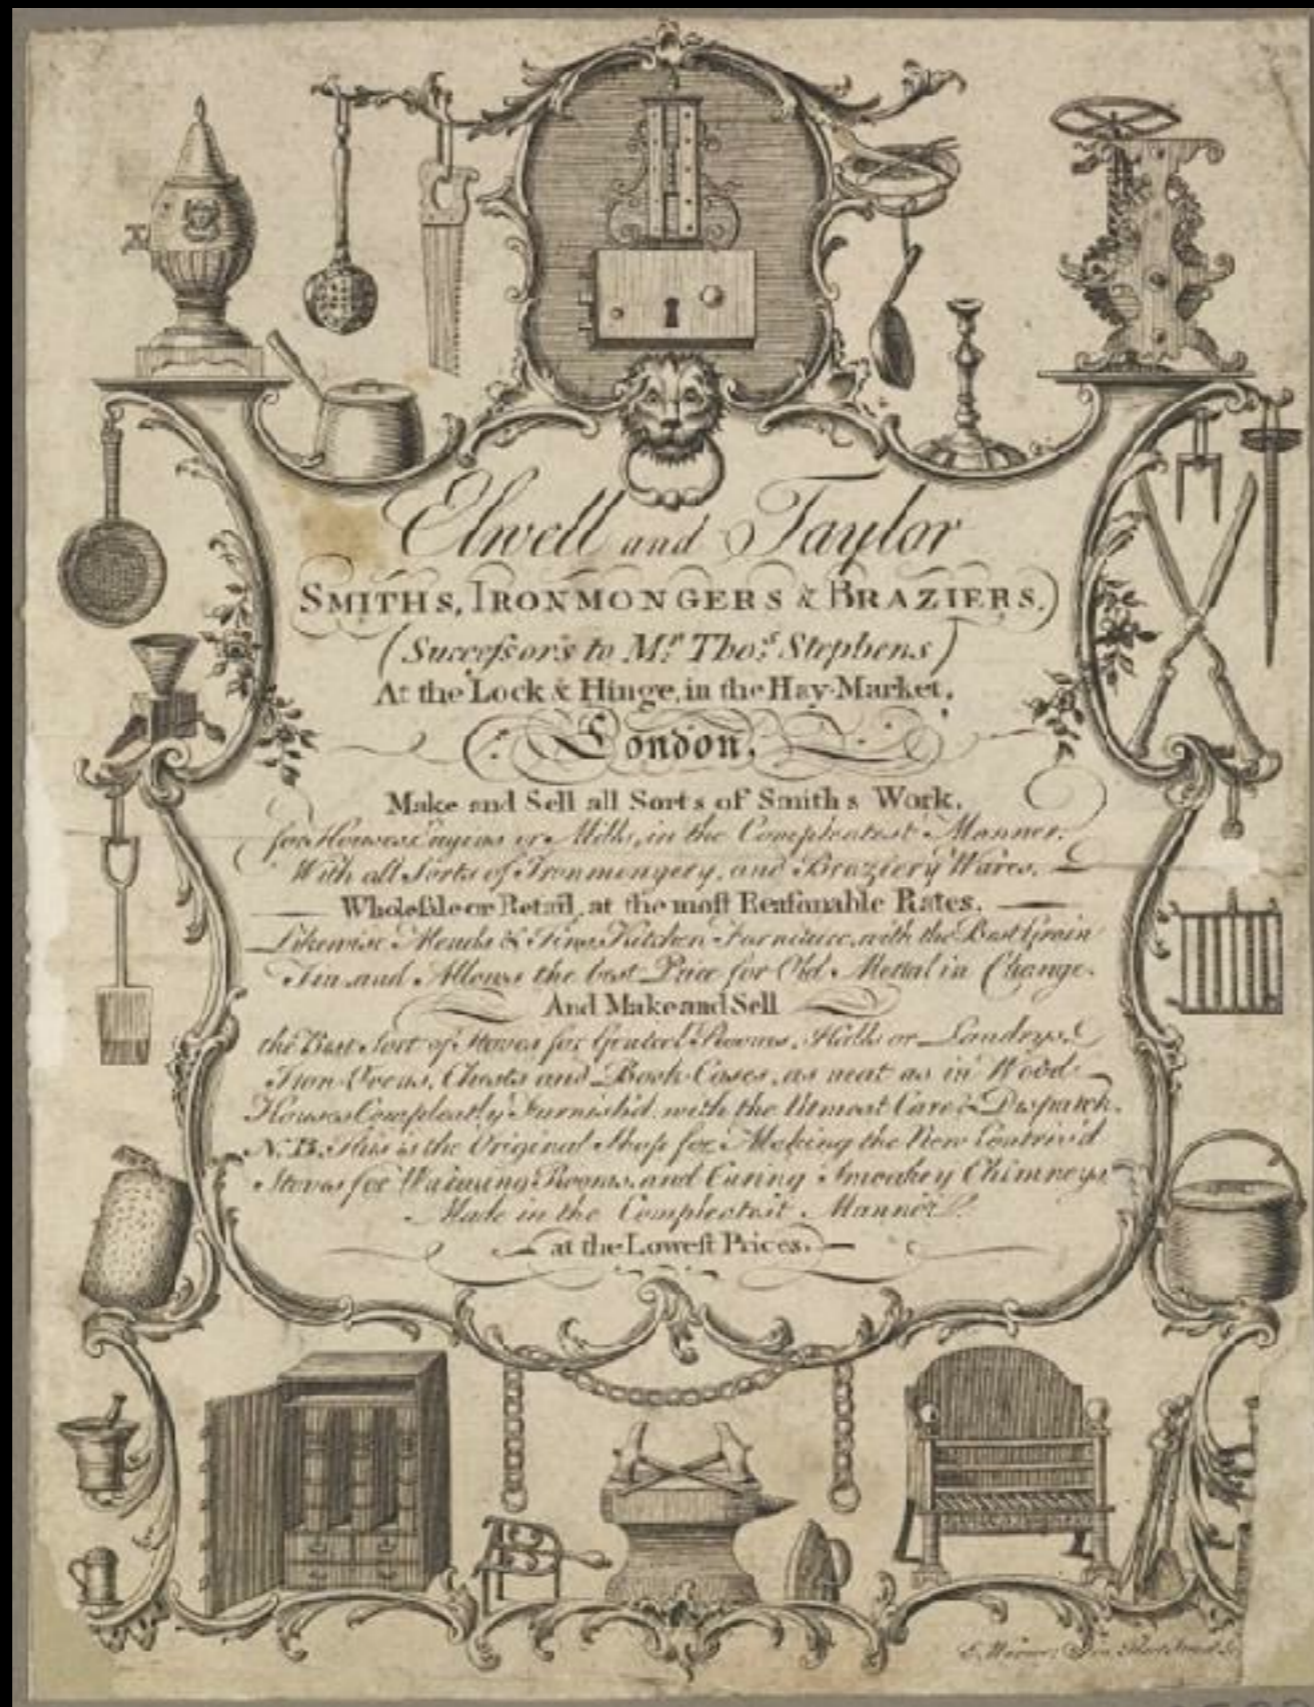 Elwell and Taylor
SMITHS, IRONMONGERS & BRAZIERS,
(Succeſsors to Mr. Thos. Stephens)
At the Lock & Hinge, in the Hay-Market,
London.
Make and Sell all Sorts of Smiths Work,
for Houses Engins or Mills, in the Compleatest Manner.
With all Sorts of Ironmongery, and Braziery Wares.
Wholeſale or Retail, at the moſt Reaſonable Rates.
Likewise Mends & Tins Kitchen Furniture, with the Best Grain
Tin and Allows the best Price for Old Mettal in Change.
And Make and Sell
the Best Sort of Stoves for Genteel Rooms, Halls or Landrys.
Iron Ovens, Chests and Book Cases, as neat as in Wood
Houses Compleatly Furnish'd with the Utmost Care & Dispatch.
N.B. This is the Original Shop for Making the New Contriv'd
Stoves for Warming Rooms, and Curing Smoakey Chimneys
Made in the Compleatest Manner
at the Loweſt Prices.